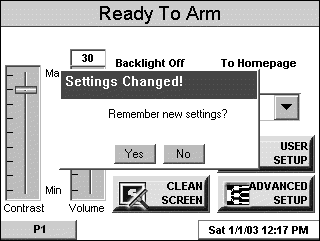 Ready To Arm
30
Backlight Off
To Homepage
Ma
Settings Changed!
Remember new settings?
Yes
No
Min
Contrast
Volume
CLEAN
SCREEN
USER
SETUP
ADVANCED
SETUP
P1
Sat 1/1/03 12:17 PM